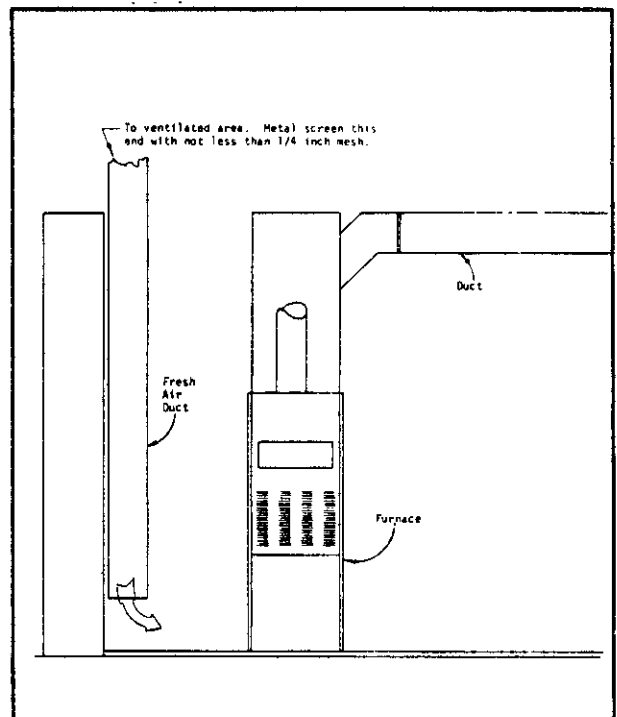 To ventilated area. Metal screen this
end with not less than 1/4 inch mesh.
Duct
Fresh
Air
Duct
Furnace